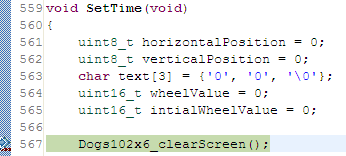 559 void SetTime(void)
560 {
561     uint8_t horizontalPosition = 0;
562     uint8_t verticalPosition = 0;
563     char text[3] = {'0', '0', '\0'};
564     uint16_t wheelValue = 0;
565     uint16_t intialWheelValue = 0;
566
567     Dogs102x6_clearScreen();